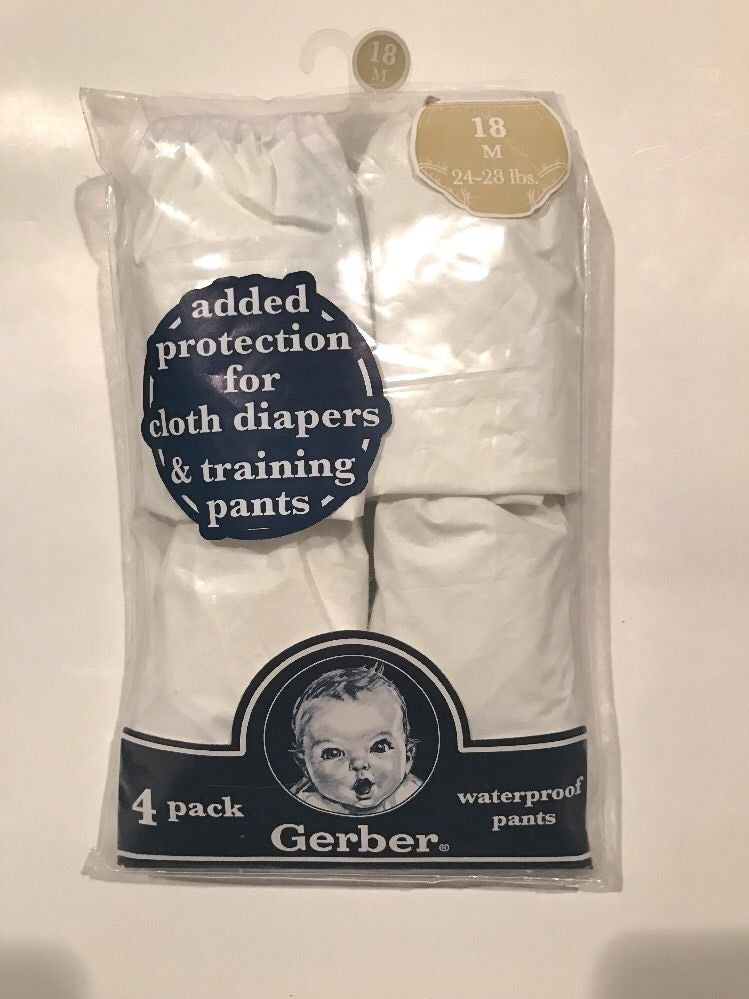 18
M
18
M
24-28 lbs.
added
protection
for
cloth diapers
& training
pants
4 pack
waterproof
pants
Gerber®